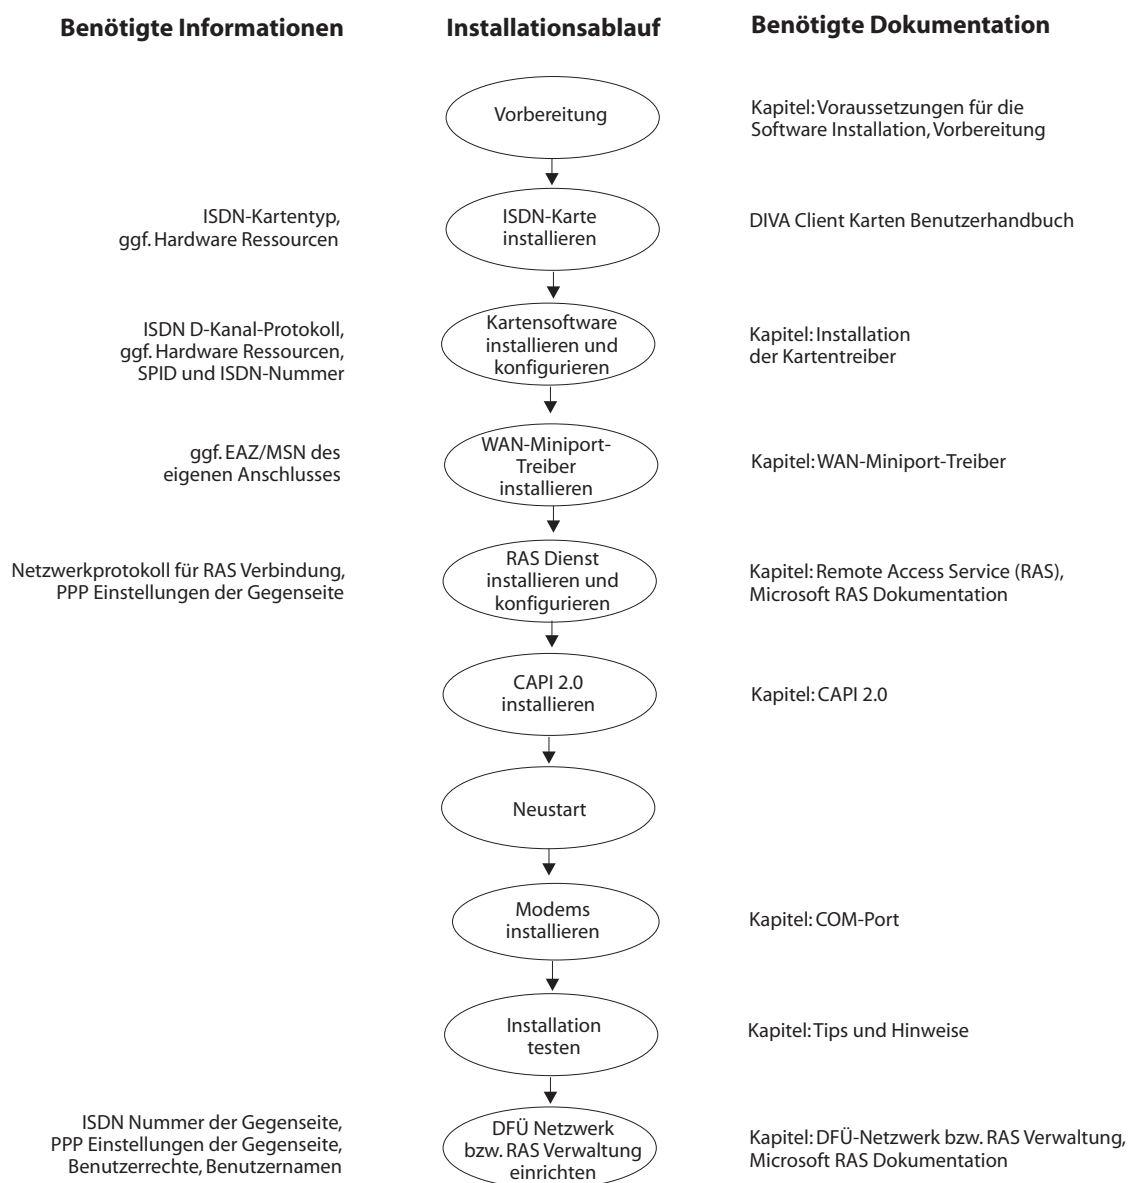 Benötigte Informationen
Installationsablauf
Benötigte Dokumentation
Vorbereitung
Kapitel: Voraussetzungen für die
Software Installation, Vorbereitung
ISDN-Kartentyp,
ggf. Hardware Ressourcen
ISDN-Karte
installieren
DIVA Client Karten Benutzerhandbuch
ISDN D-Kanal-Protokoll,
ggf. Hardware Ressourcen,
SPID und ISDN-Nummer
Kartensoftware
installieren und
konfigurieren
Kapitel: Installation
der Kartentreiber
ggf. EAZ/MSN des
eigenen Anschlusses
WAN-Miniport-
Treiber
installieren
Kapitel: WAN-Miniport-Treiber
Netzwerkprotokoll für RAS Verbindung,
PPP Einstellungen der Gegenseite
RAS Dienst
installieren und
konfigurieren
Kapitel: Remote Access Service (RAS),
Microsoft RAS Dokumentation
CAPI 2.0
installieren
Kapitel: CAPI 2.0
Neustart
Modems
installieren
Kapitel: COM-Port
Installation
testen
Kapitel: Tips und Hinweise
ISDN Nummer der Gegenseite,
PPP Einstellungen der Gegenseite,
Benutzerrechte, Benutzernamen
DFÜ Netzwerk
bzw. RAS Verwaltung
einrichten
Kapitel: DFÜ-Netzwerk bzw. RAS Verwaltung,
Microsoft RAS Dokumentation